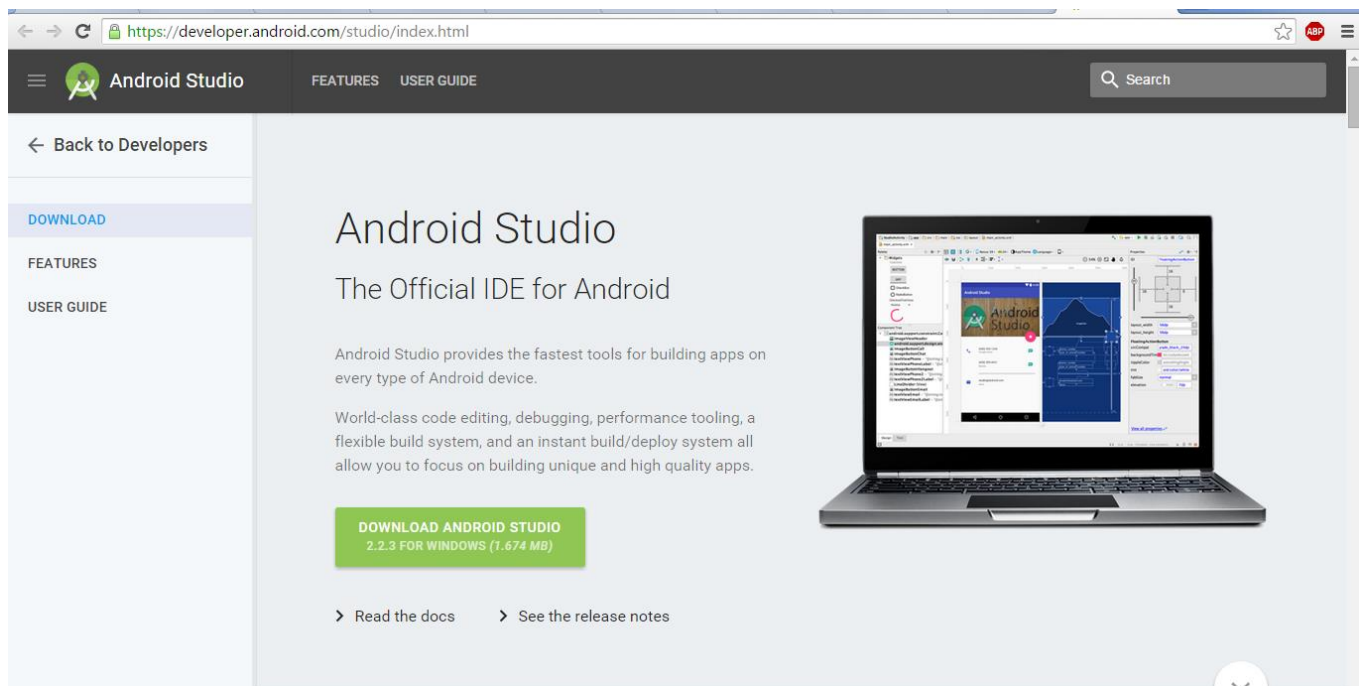 https://developer.android.com/studio/index.html
ABP
Android Studio
FEATURES
USER GUIDE
Search
Back to Developers
DOWNLOAD
FEATURES
USER GUIDE
Android Studio
The Official IDE for Android
Android Studio provides the fastest tools for building apps on
every type of Android device.
World-class code editing, debugging, performance tooling, a
flexible build system, and an instant build/deploy system all
allow you to focus on building unique and high quality apps.
DOWNLOAD ANDROID STUDIO
2.2.3 FOR WINDOWS (1.674 MB)
Read the docs
See the release notes
Android Studio
Android
Studio